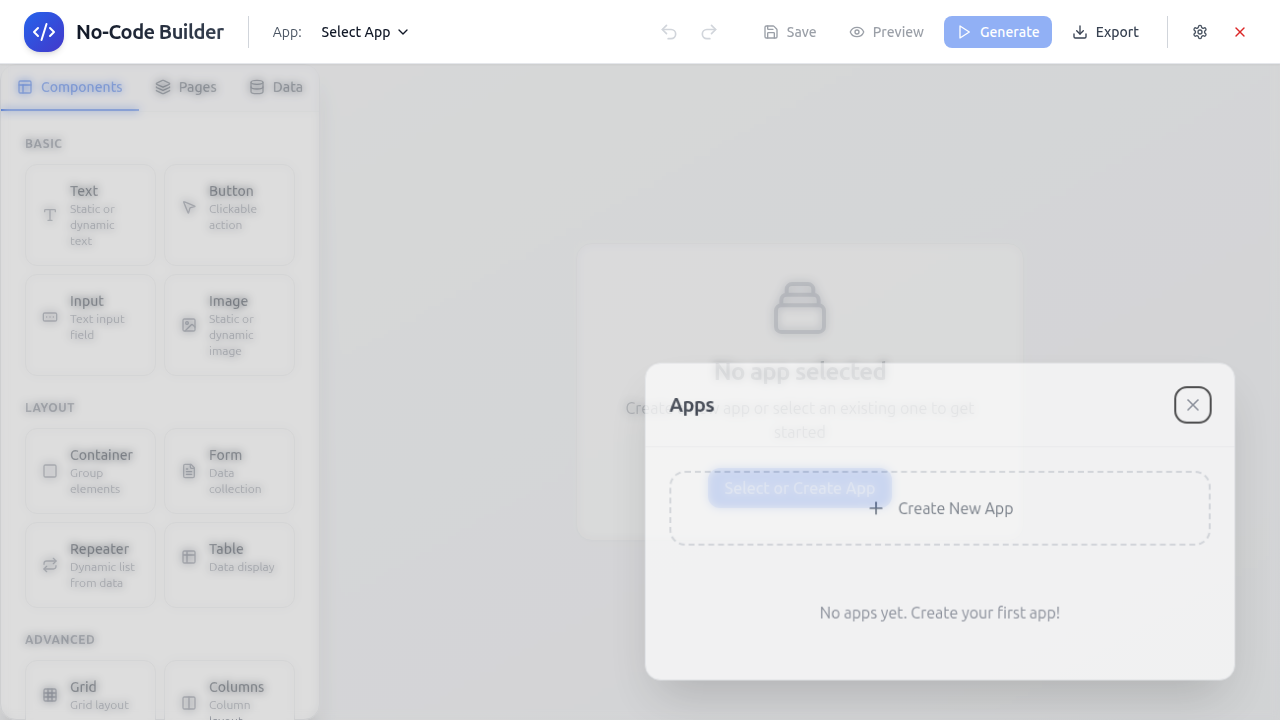 No-Code Builder
App:
Select App
Save
Preview
Generate
Export
Components
Pages
Data
BASIC
Text
Static or
dynamic
text
Button
Clickable
action
Input
Text input
field
Image
Static or
dynamic
image
LAYOUT
Container
Group
elements
Form
Data
collection
Repeater
Dynamic list
from data
Table
Data display
ADVANCED
Grid
Grid layout
Columns
Column
layout
No app selected
app or select an existing one to get
started
Select or Create App
Apps
Create New App
No apps yet. Create your first app!